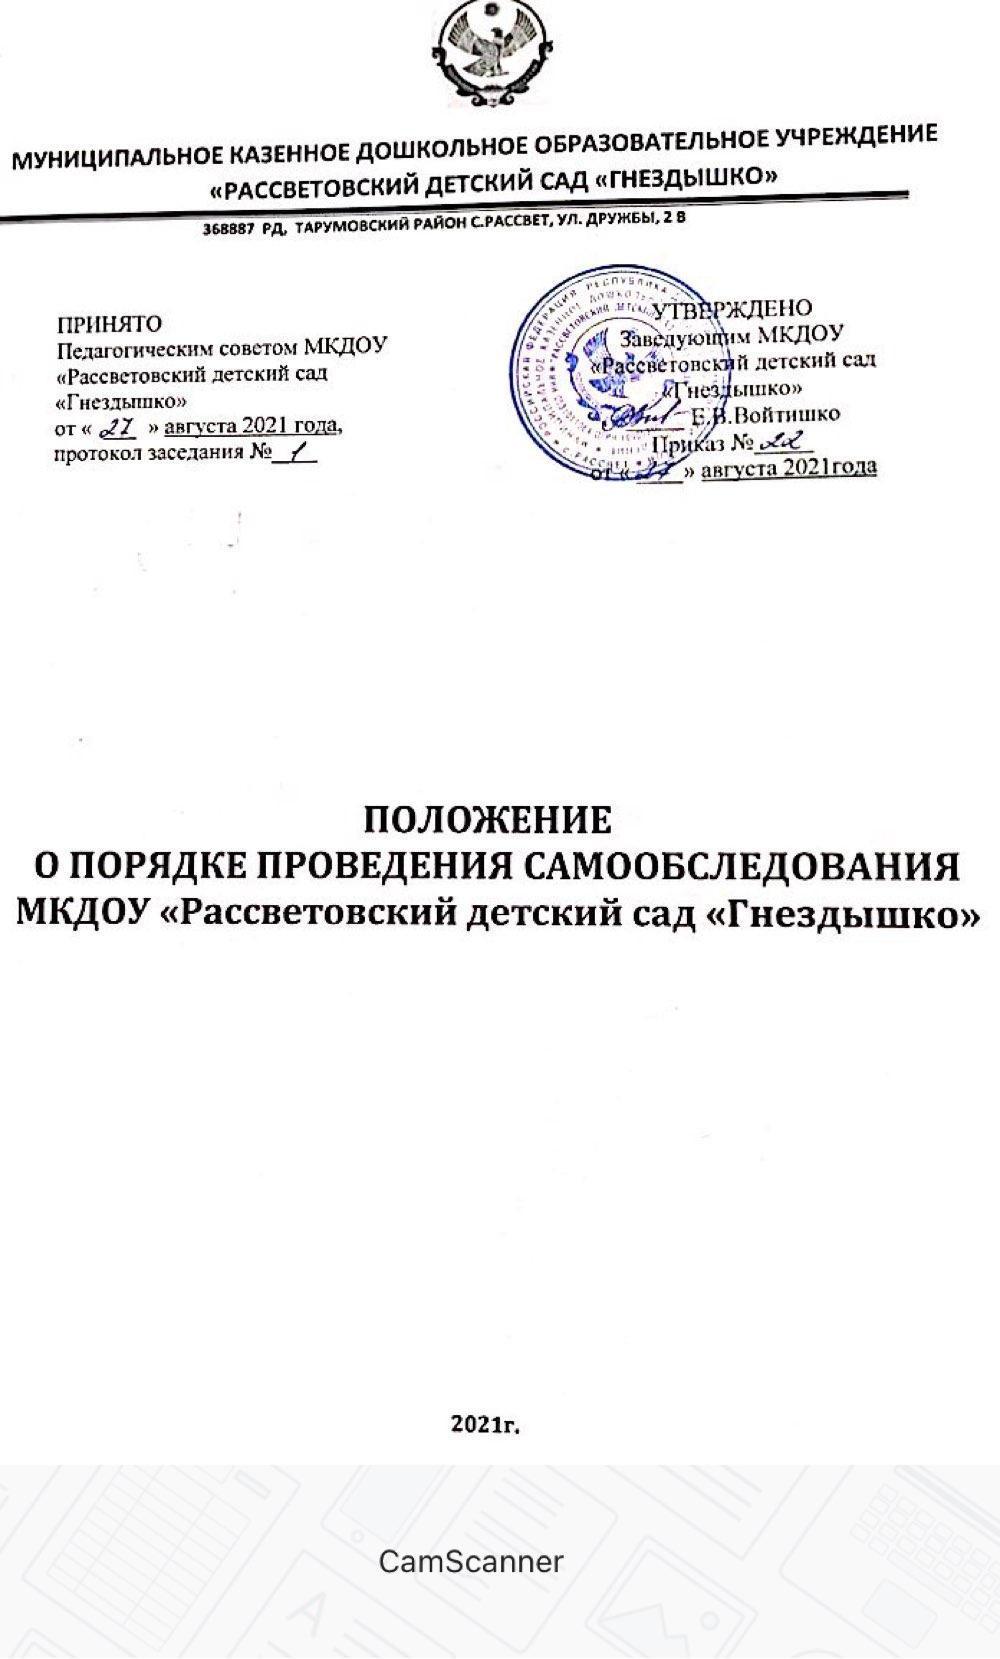 МУНИЦИПАЛЬНОЕ КАЗЕННОЕ ДОШКОЛЬНОЕ ОБРАЗОВАТЕЛЬНОЕ УЧРЕЖДЕНИЕ
«РАССВЕТОВСКИЙ ДЕТСКИЙ САД «ГНЕЗДЫШКО»
368887 РД, ТАРУМОВСКИЙ РАЙОН С.РАССВЕТ, УЛ. ДРУЖБЫ, 2 В
ПРИНЯТО
Педагогическим советом МКДОУ
«Рассветовский детский сад
«Гнездышко»
от « 27 » августа 2021 года,
протокол заседания № 1
УТВЕРЖДЕНО
Заведующим МКДОУ
«Рассветовский детский сад
«Гнездышко»
Е.В.Войтишко
Приказ № 22
от « 27 » августа 2021года
ПОЛОЖЕНИЕ
О ПОРЯДКЕ ПРОВЕДЕНИЯ САМООБСЛЕДОВАНИЯ
МКДОУ «Рассветовский детский сад «Гнездышко»
2021г.
CamScanner